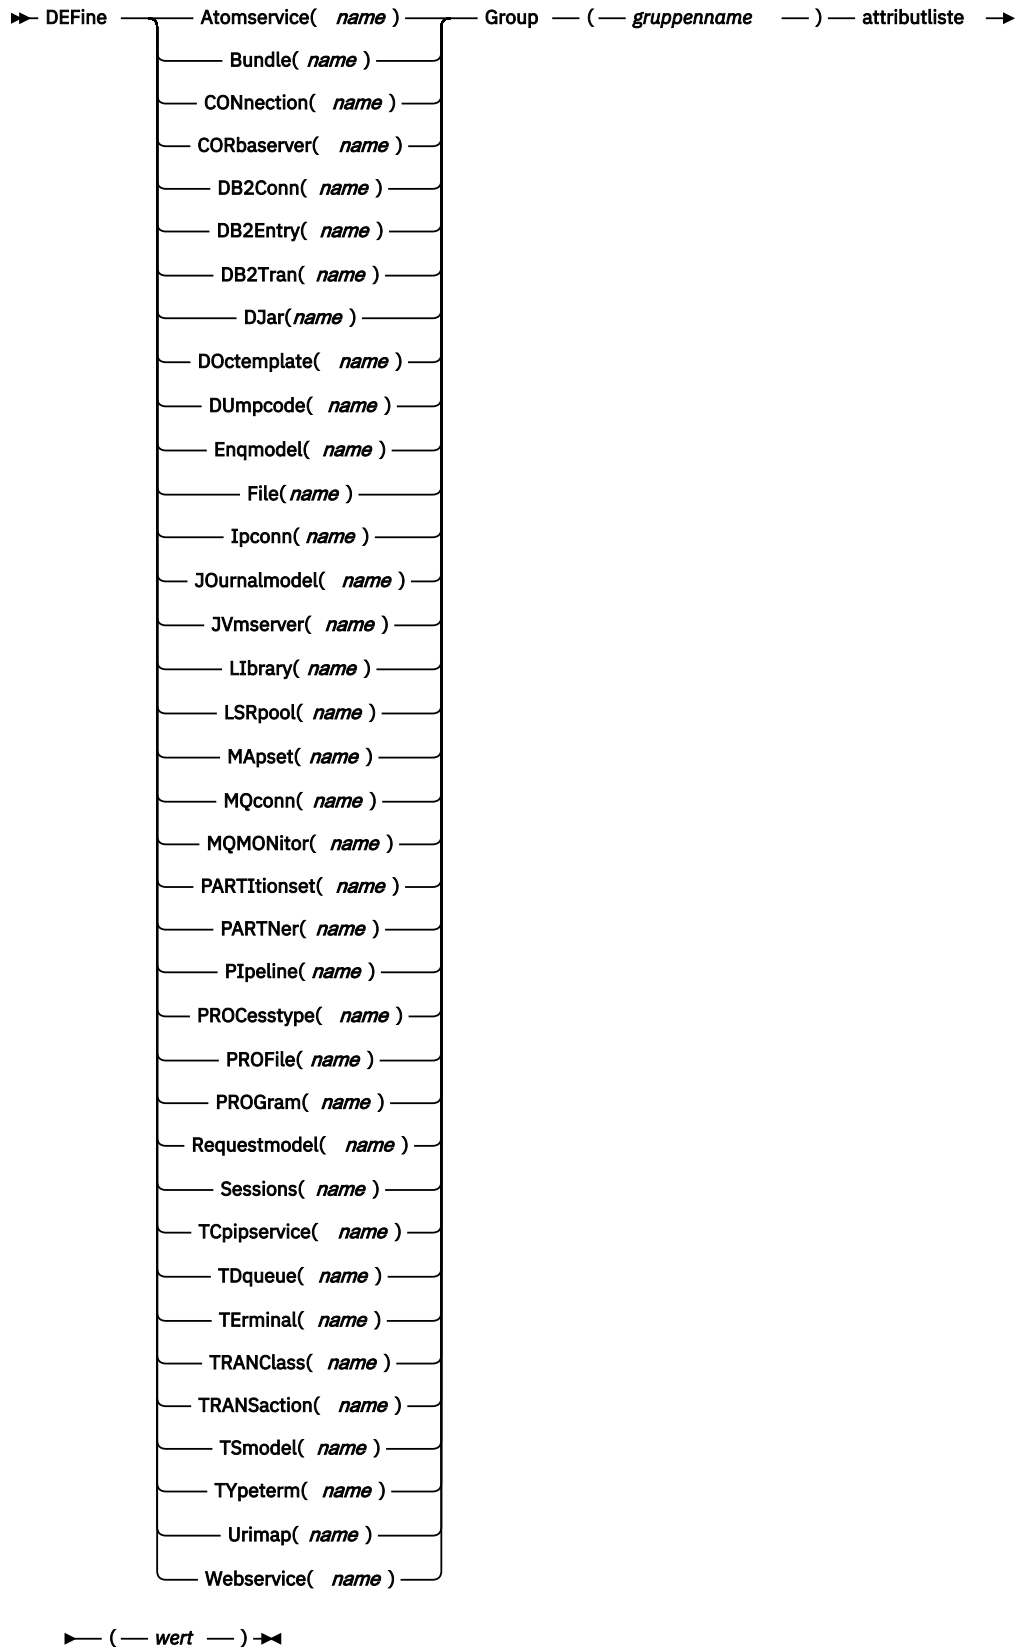 DEFine Atomservice( name ) Group ( gruppenname ) attributliste
Bundle( name )
CONnection( name )
CORbaserver( name )
DB2Conn( name )
DB2Entry( name )
DB2Tran( name )
DJar(name )
DOctemplate( name )
DUmpcode( name )
Enqmodel( name )
File( name )
Ipconn( name )
JOurnalmodel( name )
JVmserver( name )
LIbrary( name )
LSRpool( name )
MApset( name )
MQconn( name )
MQMONitor( name )
PARTItionset( name )
PARTNer( name )
PIpeline( name )
PROCesstype( name )
PROFile( name )
PROGram( name )
Requestmodel( name )
Sessions( name )
TCpipservice( name )
TDqueue( name )
TErminal( name )
TRANClass( name )
TRANSaction( name )
TSmodel( name )
TYpeterm( name )
Urimap( name )
Webservice( name )
( wert )